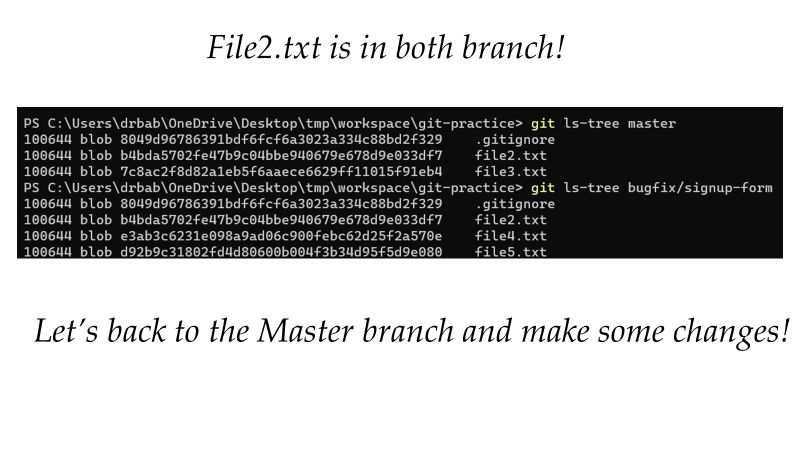 File2.txt is in both branch!
PS C:\Users\drbab\OneDrive\Desktop\tmp\workspace\git-practice> git ls-tree master
100644 blob 8049d96786391bdf6fcf6a3023a334c88bd2f329    .gitignore
100644 blob b4bda5702fe47b9c04bbe940679e678d9e033df7    file2.txt
100644 blob 7c8ac2f8d82a1eb5f6aaece6629ff11015f91eb4    file3.txt
PS C:\Users\drbab\OneDrive\Desktop\tmp\workspace\git-practice> git ls-tree bugfix/signup-form
100644 blob 8049d96786391bdf6fcf6a3023a334c88bd2f329    .gitignore
100644 blob b4bda5702fe47b9c04bbe940679e678d9e033df7    file2.txt
100644 blob e3ab3c6231e098a9ad06c900febc62d25f2a570e    file4.txt
100644 blob d92b9c31802fd4d80600b004f3b34d95f5d9e080    file5.txt
Let's back to the Master branch and make some changes!